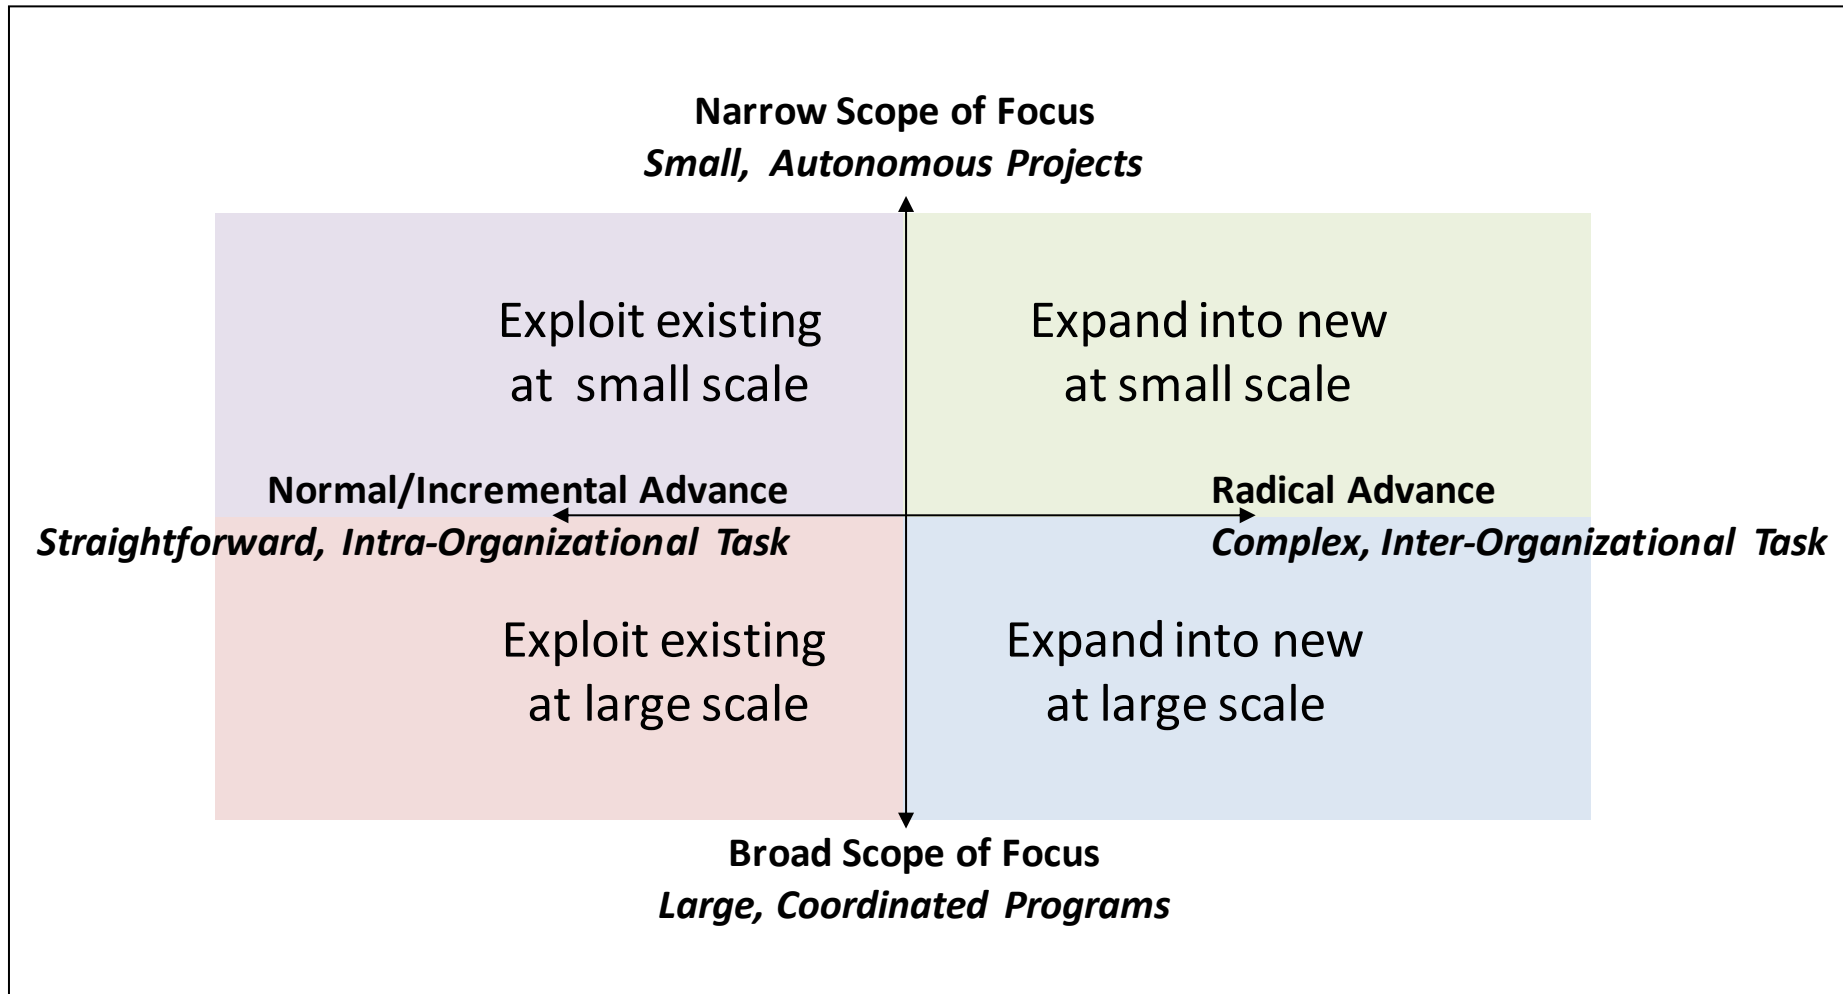 Narrow Scope of Focus
Small, Autonomous Projects
Exploit existing
at small scale
Expand into new
at small scale
Normal/Incremental Advance
Straightforward, Intra-Organizational Task
Radical Advance
Complex, Inter-Organizational Task
Exploit existing
at large scale
Expand into new
at large scale
Broad Scope of Focus
Large, Coordinated Programs